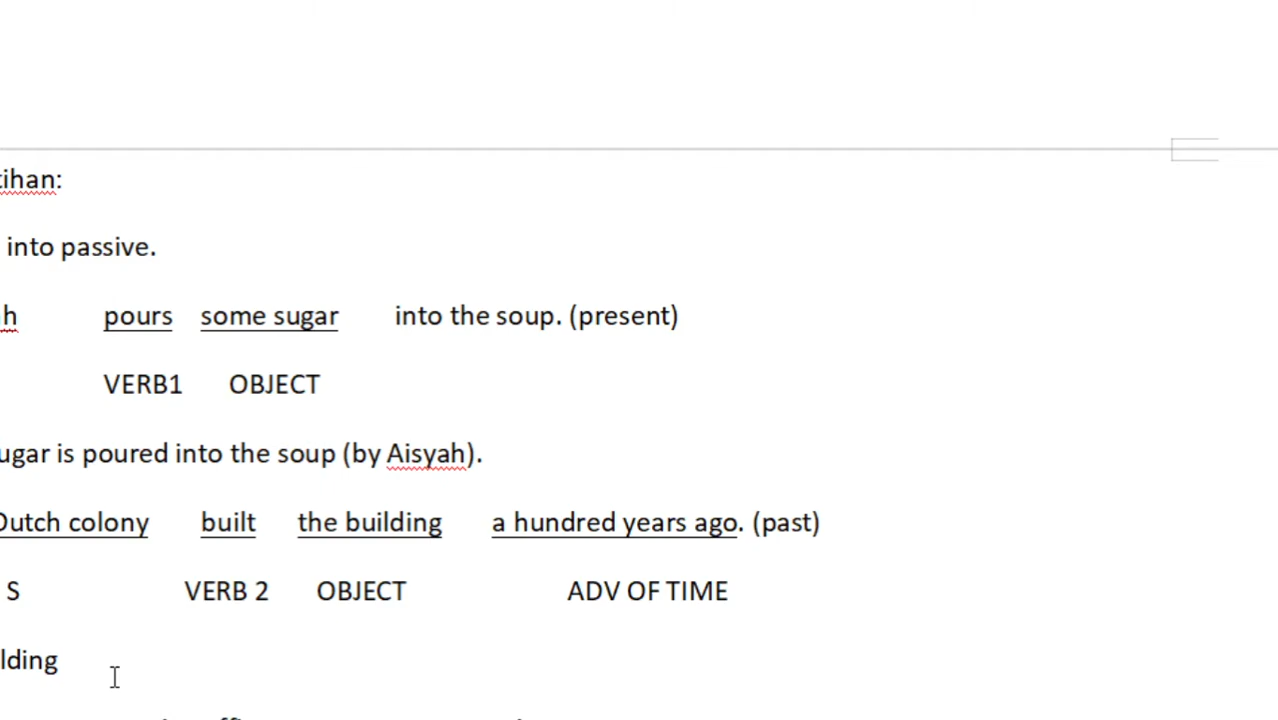 tihan:
into passive.
h pours some sugar into the soup. (present)
VERB1 OBJECT
ugar is poured into the soup (by Aisyah).
Dutch colony built the building a hundred years ago. (past)
S VERB 2 OBJECT ADV OF TIME
lding